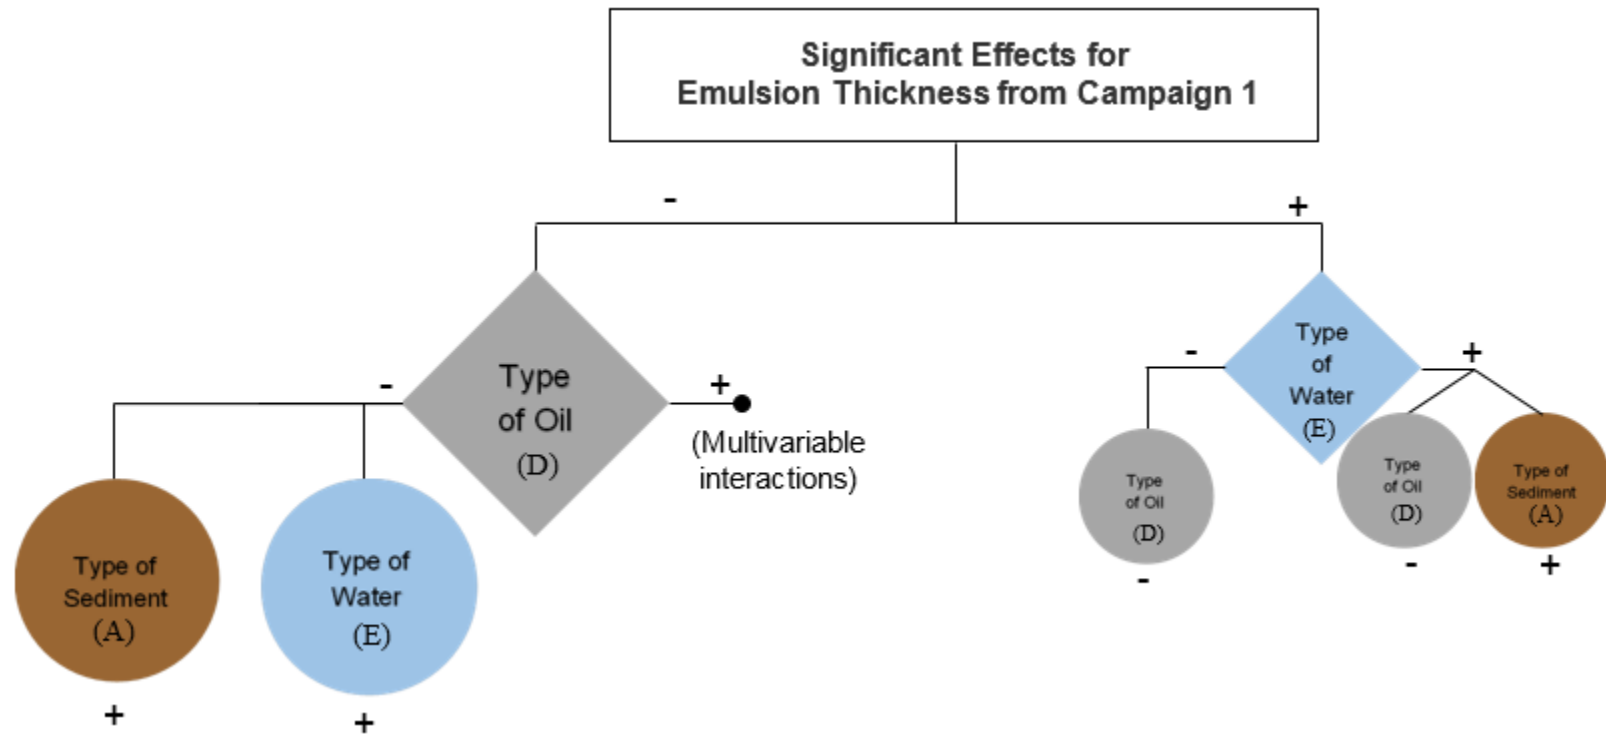 Significant Effects for
Emulsion Thickness from Campaign 1
-
+
Type
of Oil
(D)
-
+
(Multivariable
interactions)
Type of
Sediment
(A)
+
Type of
Water
(E)
+
Type
of
Water
(E)
-
+
Type
of Oil
(D)
-
Type
of Oil
(D)
-
Type of
Sediment
(A)
+